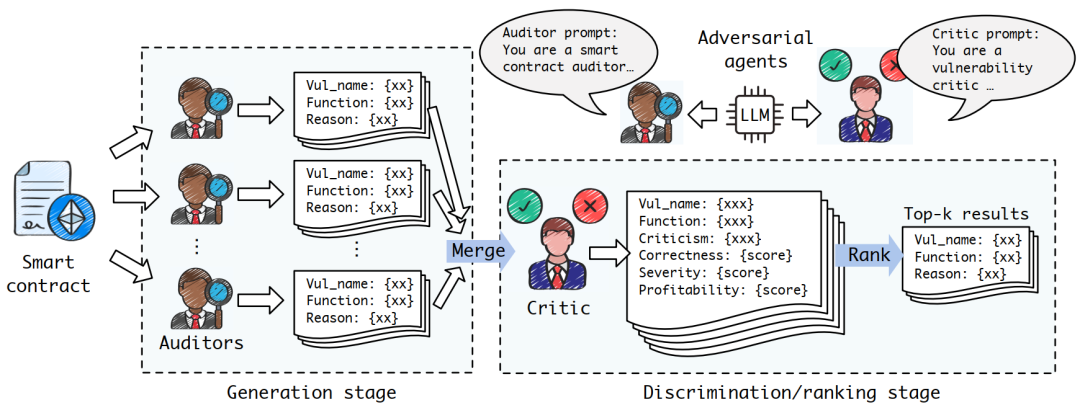 Auditor prompt:
You are a smart
contract auditor…
Adversarial
agents
LLM
Critic prompt:
You are a
vulnerability
critic …
Smart
contract
Vul_name: {xx}
Function: {xx}
Reason: {xx}
Vul_name: {xx}
Function: {xx}
Reason: {xx}
⋮
⋮
Vul_name: {xx}
Function: {xx}
Reason: {xx}
Auditors
Generation stage
Merge
Critic
Vul_name: {xxx}
Function: {xxx}
Criticism: {xxx}
Correctness: {score}
Severity: {score}
Profitability: {score}
Rank
Top-k results
Vul_name: {xx}
Function: {xx}
Reason: {xx}
Discrimination/ranking stage